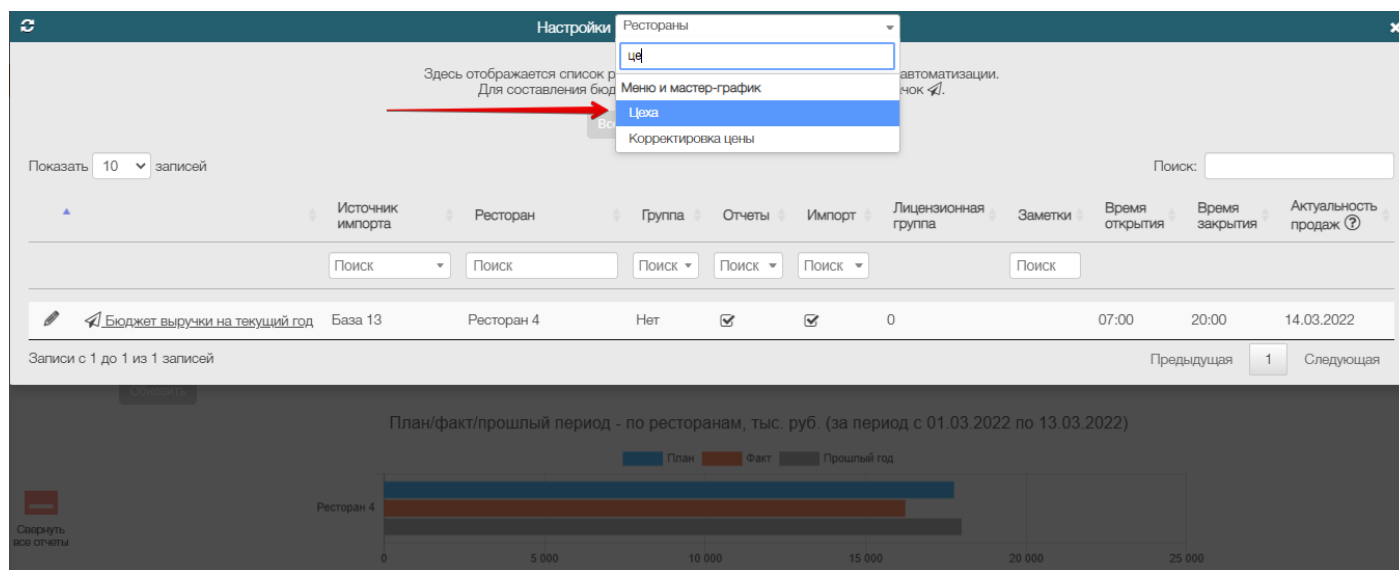 Настройки Рестораны
це
Здесь отображается список р автоматизации.
Меню и мастер-график
Для составления бюд чок
Цеха
Все
Корректировка цены
Показать 10 записей Поиск:
Источник импорта Ресторан Группа Отчеты Импорт Лицензионная группа Заметки Время открытия Время закрытия Актуальность продаж ?
Поиск Поиск Поиск Поиск Поиск Поиск
Бюджет выручки на текущий год База 13 Ресторан 4 Нет 0 07:00 20:00 14.03.2022
Записи с 1 до 1 из 1 записей Предыдущая 1 Следующая
Обновить
План/факт/прошлый период - по ресторанам, тыс. руб. (за период с 01.03.2022 по 13.03.2022)
План Факт Прошлый год
Ресторан 4
Свернуть
все отчеты
0 5 000 10 000 15 000 20 000 25 000